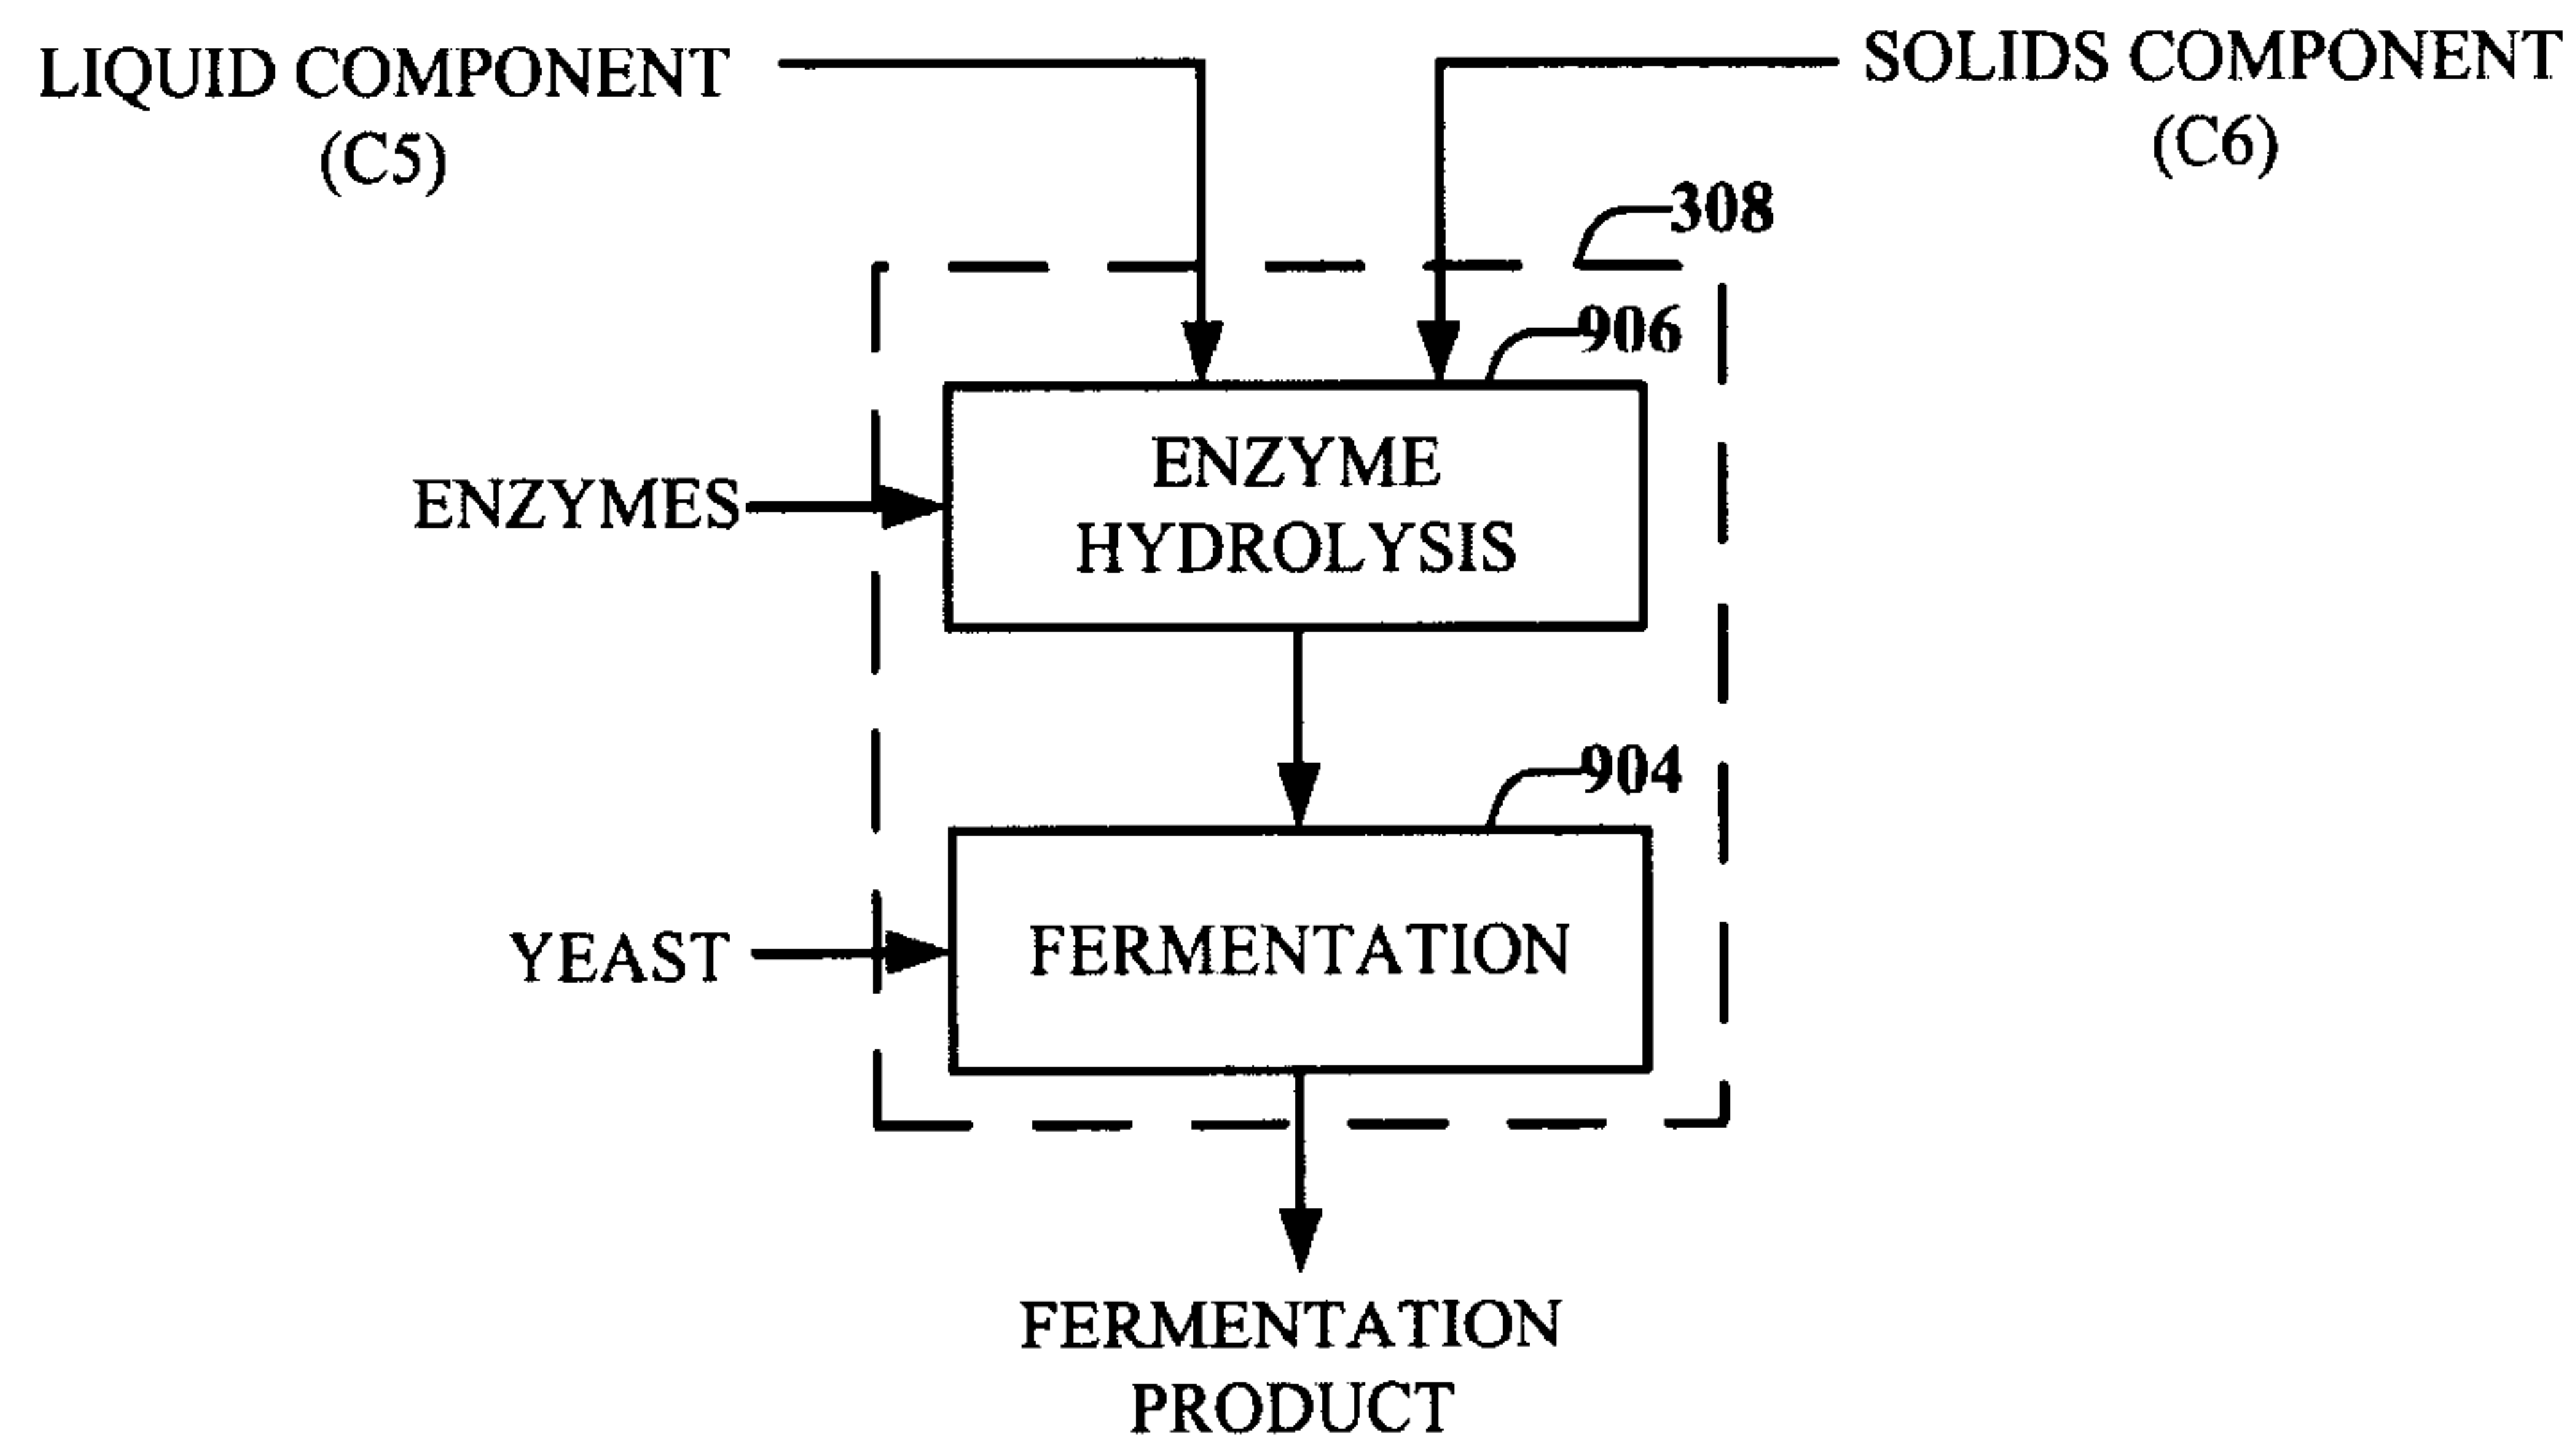 LIQUID COMPONENT
(C5)
SOLIDS COMPONENT
(C6)
308
906
ENZYME
HYDROLYSIS
ENZYMES
904
YEAST
FERMENTATION
FERMENTATION
PRODUCT